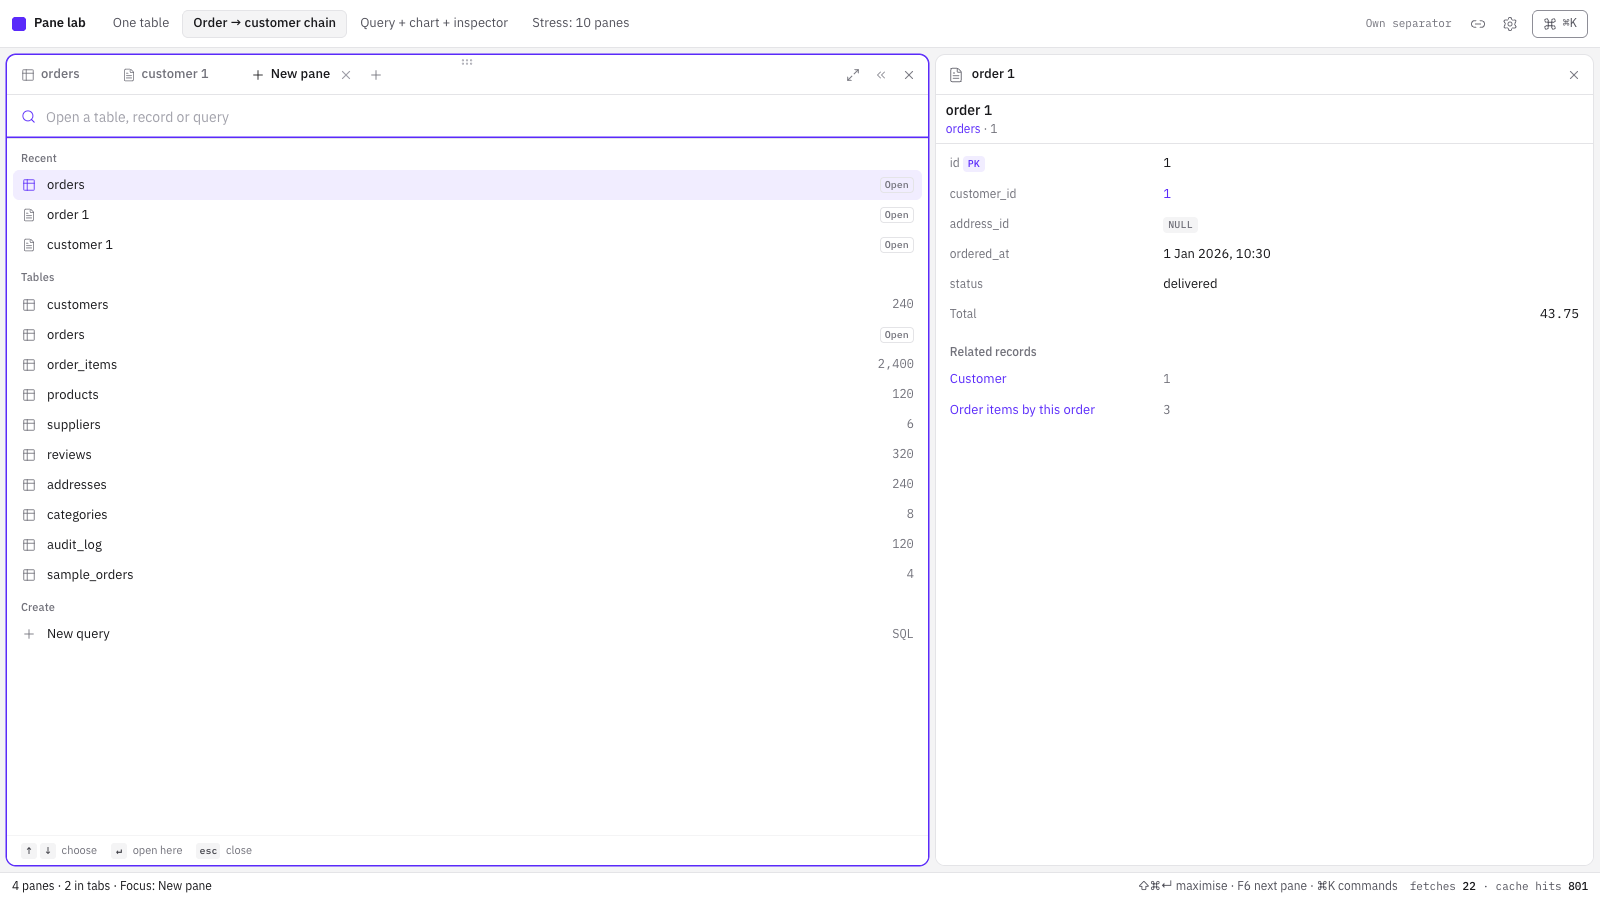 Pane lab
One table
Order → customer chain
Query + chart + inspector
Stress: 10 panes
Own separator
⌘ ⌘K
orders
customer 1
New pane
Open a table, record or query
Recent
orders Open
order 1 Open
customer 1 Open
Tables
customers 240
orders Open
order_items 2,400
products 120
suppliers 6
reviews 320
addresses 240
categories 8
audit_log 120
sample_orders 4
Create
New query SQL
↑ ↓ choose ↵ open here esc close
order 1
order 1
orders · 1
id PK 1
customer_id 1
address_id NULL
ordered_at 1 Jan 2026, 10:30
status delivered
Total 43.75
Related records
Customer 1
Order items by this order 3
4 panes · 2 in tabs · Focus: New pane
⇧⌘↵ maximise · F6 next pane · ⌘K commands
fetches 22 · cache hits 801